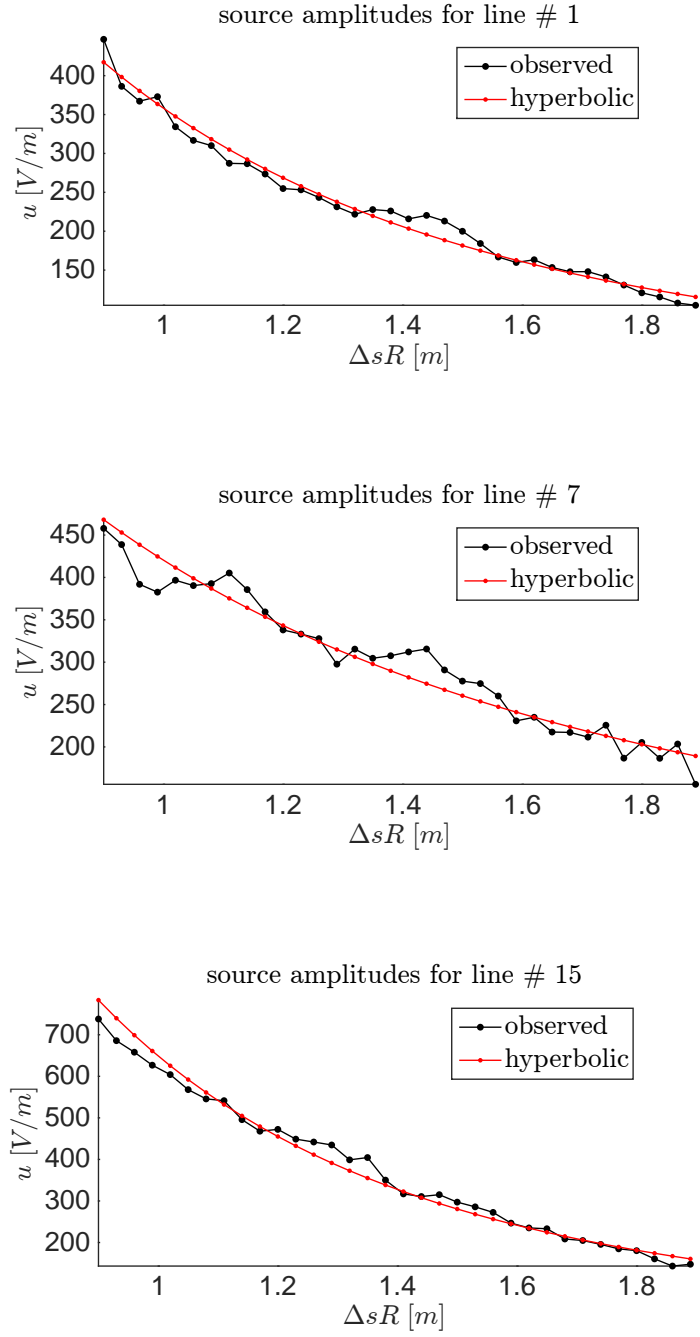 source amplitudes for line # 1
observed
hyperbolic
400
350
300
250
200
150
u [V/m]
1 1.2 1.4 1.6 1.8
ΔsR [m]
source amplitudes for line # 7
observed
hyperbolic
450
400
350
300
250
200
u [V/m]
1 1.2 1.4 1.6 1.8
ΔsR [m]
source amplitudes for line # 15
observed
hyperbolic
700
600
500
400
300
200
u [V/m]
1 1.2 1.4 1.6 1.8
ΔsR [m]